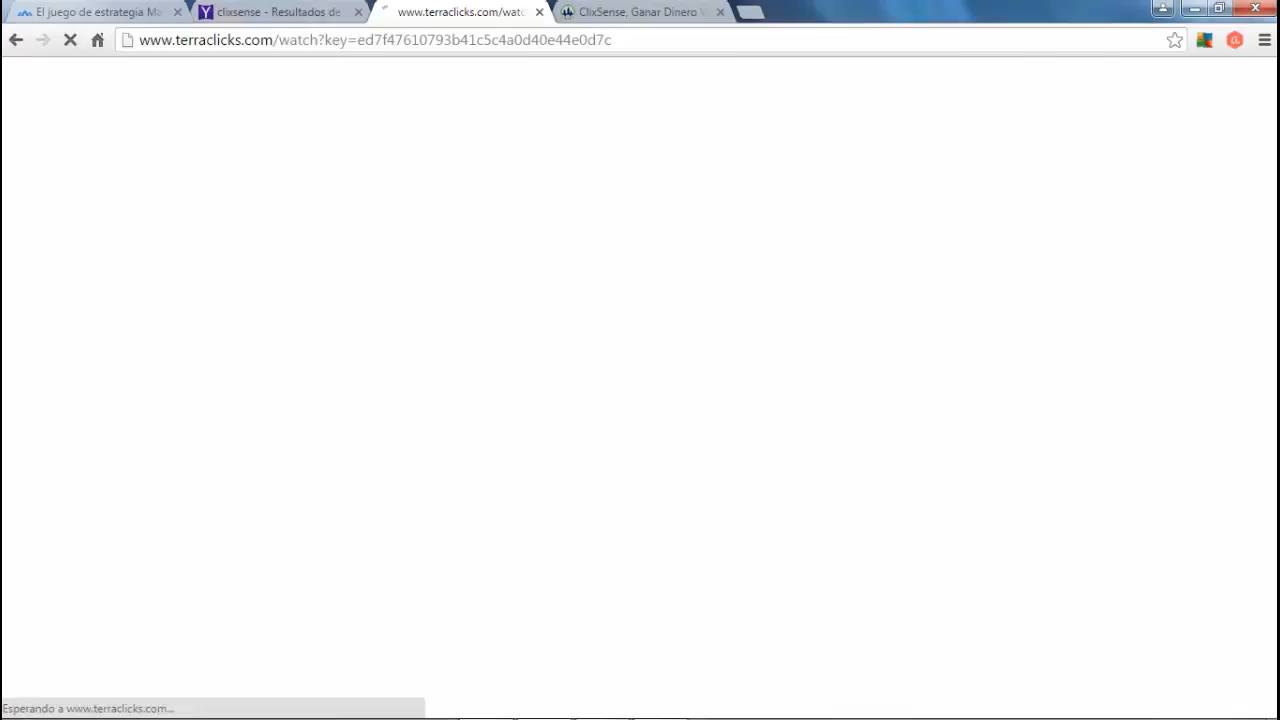 El juego de estrategia Ma
clixsense - Resultados de
www.terraclicks.com/watc
ClixSense, Ganar Dinero
www.terraclicks.com/watch?key=ed7f47610793b41c5c4a0d40e44e0d7c
Esperando a www.terraclicks.com...